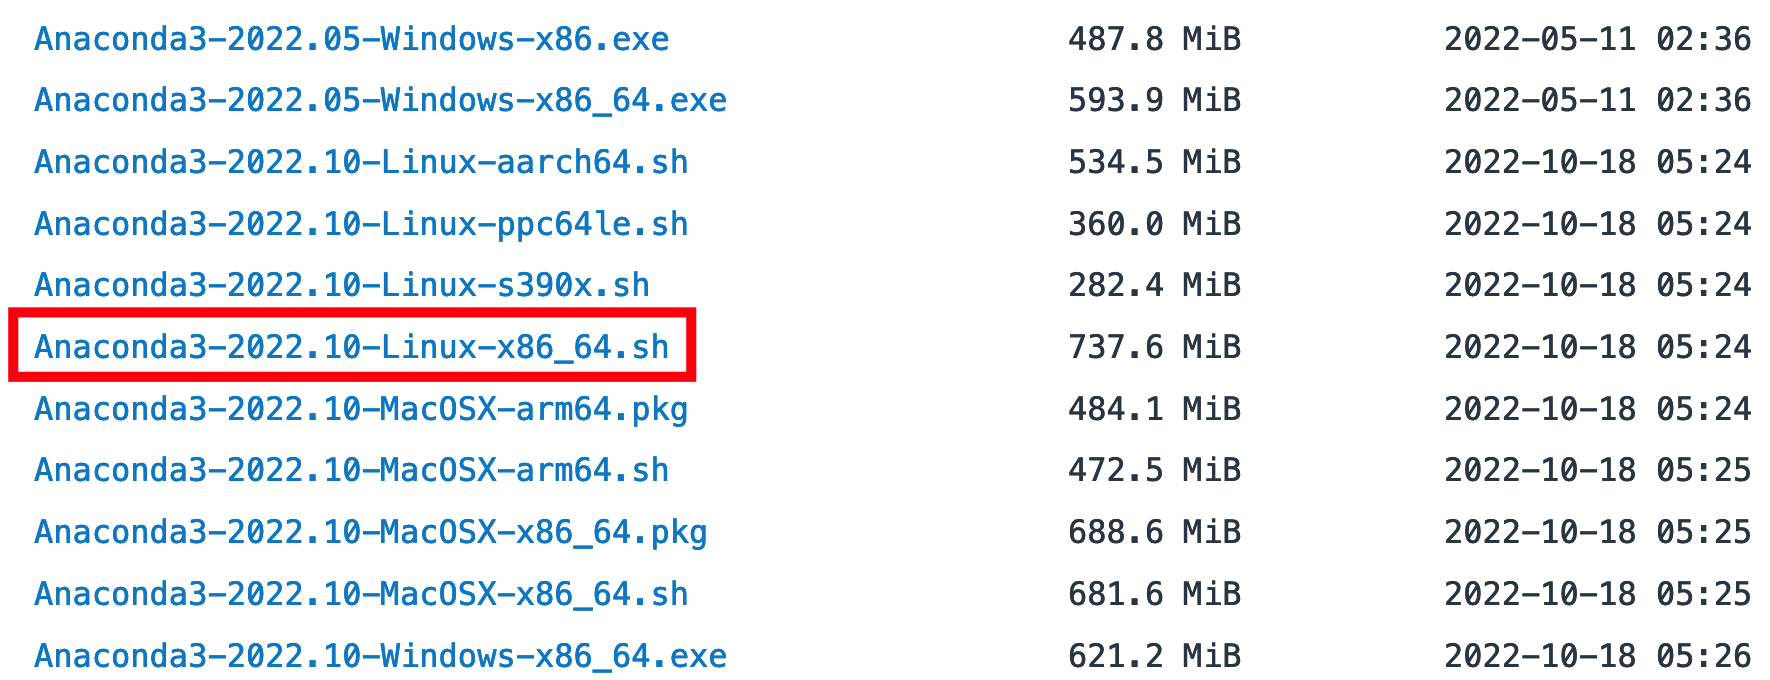 Anaconda3-2022.05-Windows-x86.exe 487.8 MiB 2022-05-11 02:36
Anaconda3-2022.05-Windows-x86_64.exe 593.9 MiB 2022-05-11 02:36
Anaconda3-2022.10-Linux-aarch64.sh 534.5 MiB 2022-10-18 05:24
Anaconda3-2022.10-Linux-ppc64le.sh 360.0 MiB 2022-10-18 05:24
Anaconda3-2022.10-Linux-s390x.sh 282.4 MiB 2022-10-18 05:24
Anaconda3-2022.10-Linux-x86_64.sh 737.6 MiB 2022-10-18 05:24
Anaconda3-2022.10-MacOSX-arm64.pkg 484.1 MiB 2022-10-18 05:24
Anaconda3-2022.10-MacOSX-arm64.sh 472.5 MiB 2022-10-18 05:25
Anaconda3-2022.10-MacOSX-x86_64.pkg 688.6 MiB 2022-10-18 05:25
Anaconda3-2022.10-MacOSX-x86_64.sh 681.6 MiB 2022-10-18 05:25
Anaconda3-2022.10-Windows-x86_64.exe 621.2 MiB 2022-10-18 05:26